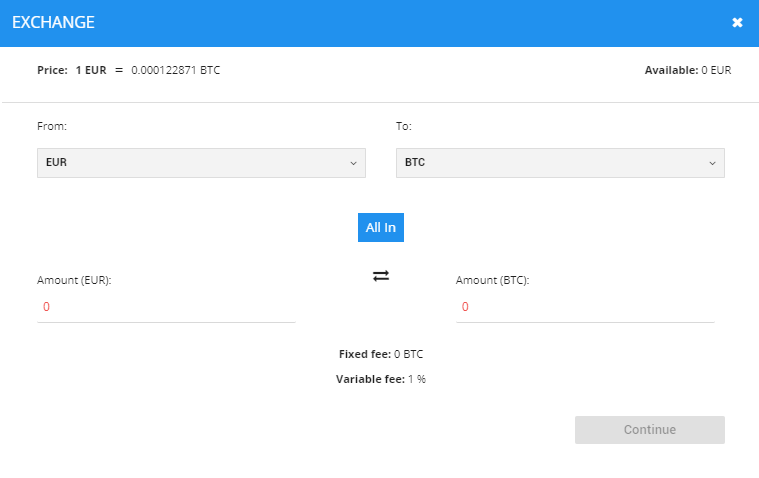 EXCHANGE
Price: 1 EUR = 0.000122871 BTC
Available: 0 EUR
From:
To:
EUR
BTC
All In
Amount (EUR):
Amount (BTC):
0
0
Fixed fee: 0 BTC
Variable fee: 1 %
Continue